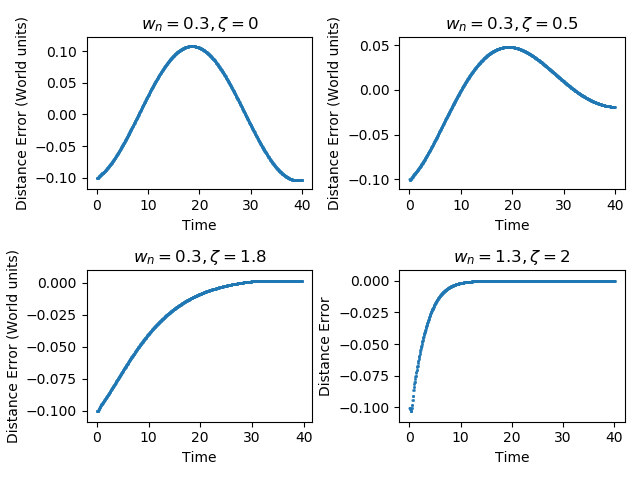 wₙ = 0.3, ζ = 0
Distance Error (World units)
0.10
0.05
0.00
−0.05
−0.10
0 10 20 30 40
Time
wₙ = 0.3, ζ = 0.5
Distance Error (World units)
0.05
0.00
−0.05
−0.10
0 10 20 30 40
Time
wₙ = 0.3, ζ = 1.8
Distance Error (World units)
0.000
−0.025
−0.050
−0.075
−0.100
0 10 20 30 40
Time
wₙ = 1.3, ζ = 2
Distance Error
0.000
−0.025
−0.050
−0.075
−0.100
0 10 20 30 40
Time